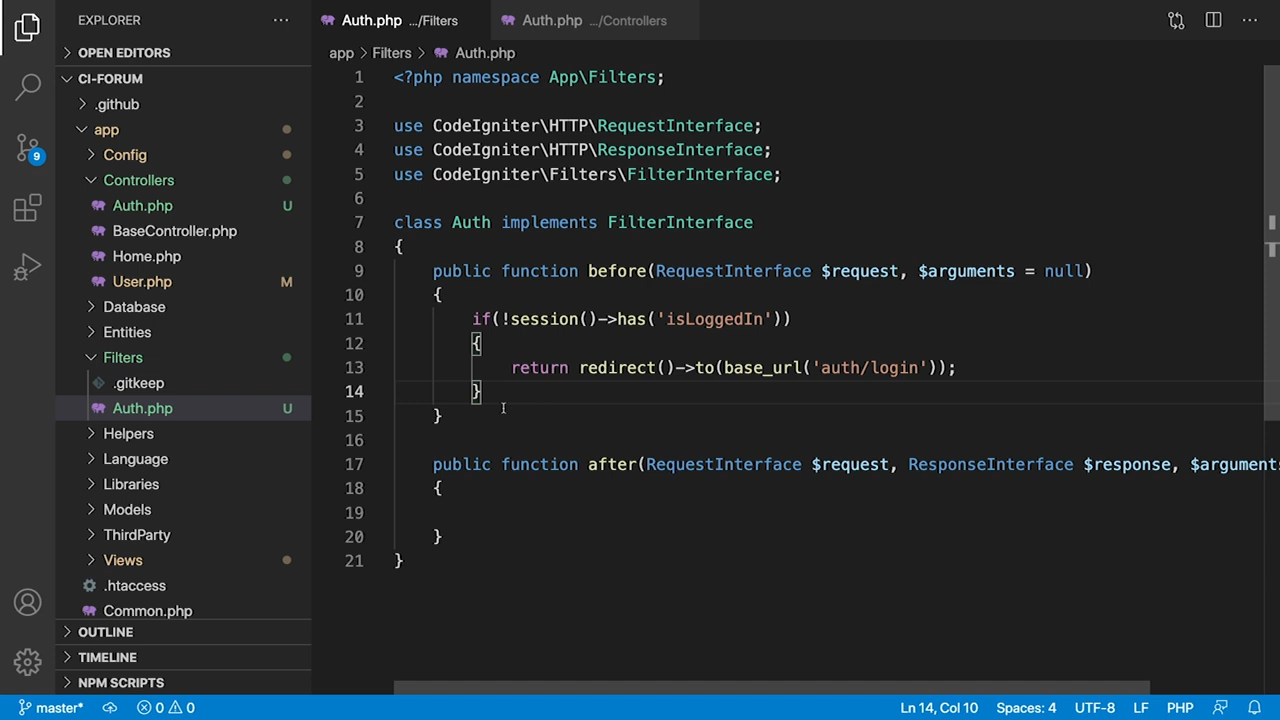 EXPLORER
OPEN EDITORS
CI-FORUM
.github
app
Config
Controllers
Auth.php U
BaseController.php
Home.php
User.php M
Database
Entities
Filters
.gitkeep
Auth.php U
Helpers
Language
Libraries
Models
ThirdParty
Views
.htaccess
Common.php
OUTLINE
TIMELINE
NPM SCRIPTS
9
Auth.php .../Filters
Auth.php .../Controllers
app > Filters > Auth.php
1 <?php namespace App\Filters;
2
3 use CodeIgniter\HTTP\RequestInterface;
4 use CodeIgniter\HTTP\ResponseInterface;
5 use CodeIgniter\Filters\FilterInterface;
6
7 class Auth implements FilterInterface
8 {
9 public function before(RequestInterface $request, $arguments = null)
10 {
11 if(!session()->has('isLoggedIn'))
12 {
13 return redirect()->to(base_url('auth/login'));
14 }
15 }
16
17 public function after(RequestInterface $request, ResponseInterface $response, $arguments
18 {
19
20 }
21 }
master* 0 0 Ln 14, Col 10 Spaces: 4 UTF-8 LF PHP